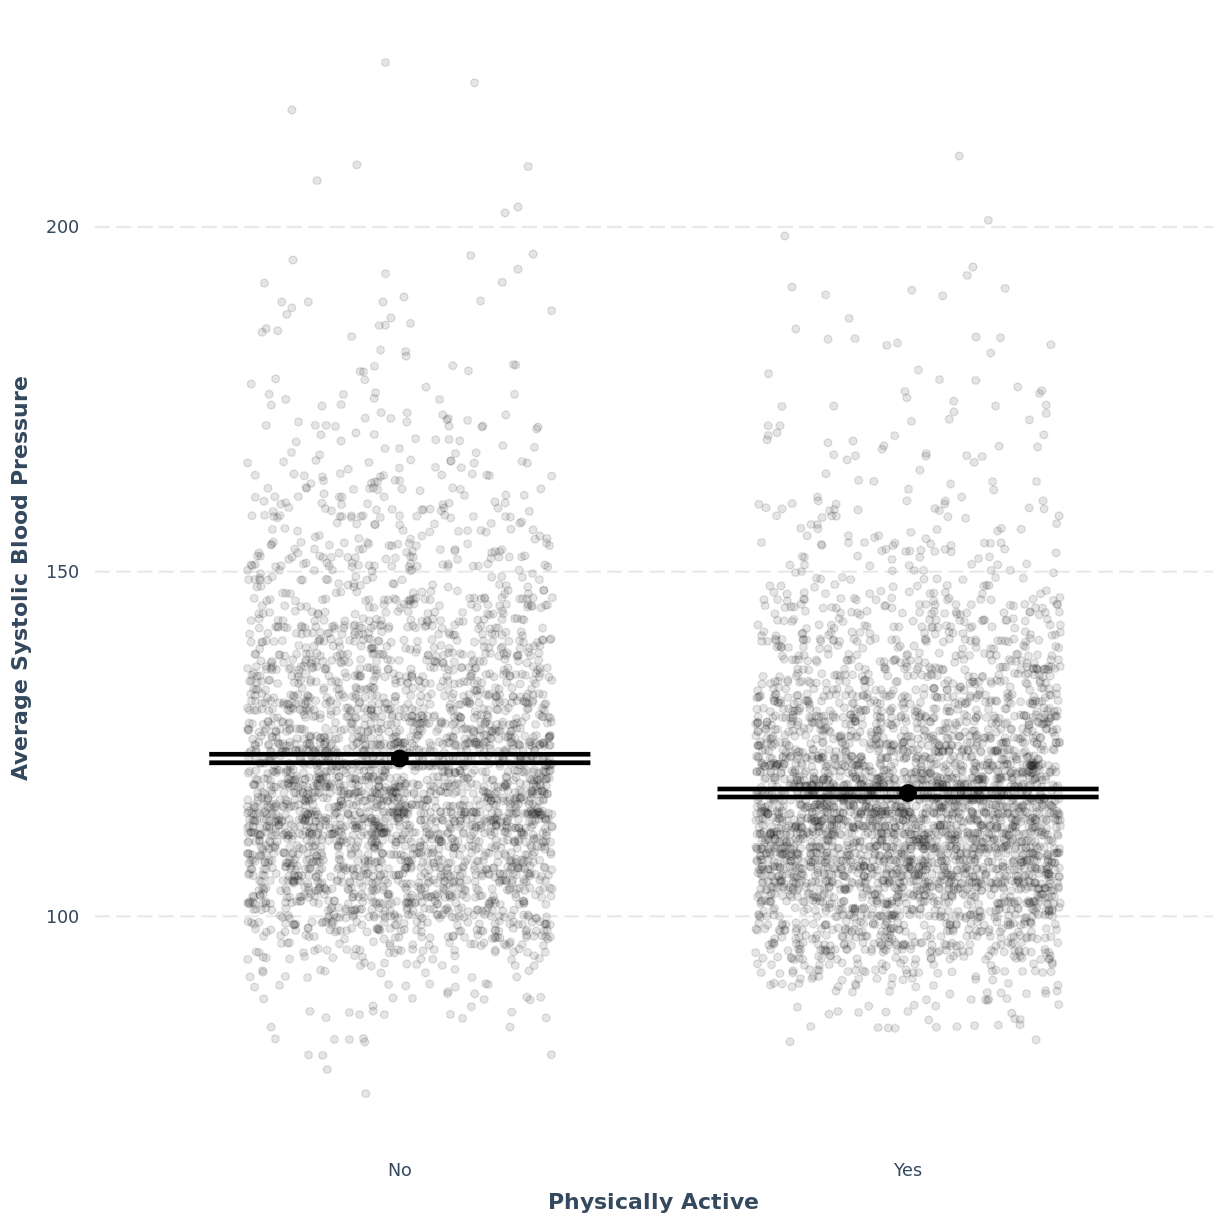 Average Systolic Blood Pressure
200
150
100
No
Yes
Physically Active